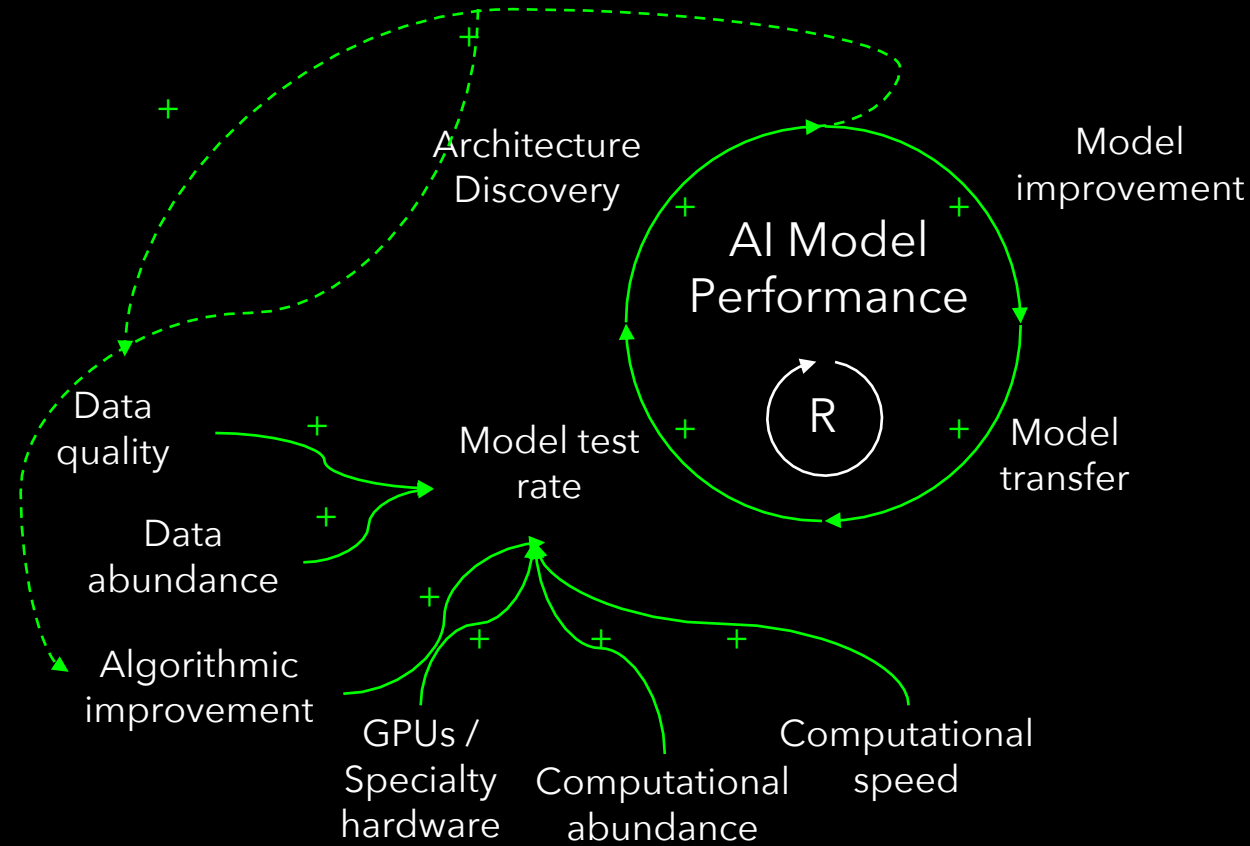 +
+
Architecture
Discovery
Model
improvement
+
+
AI Model
Performance
Data
quality
+
Model test
rate
+
R
+
Model
transfer
Data
abundance
+
Algorithmic
improvement
+
+
+
+
GPUs /
Specialty
hardware
Computational
abundance
Computational
speed